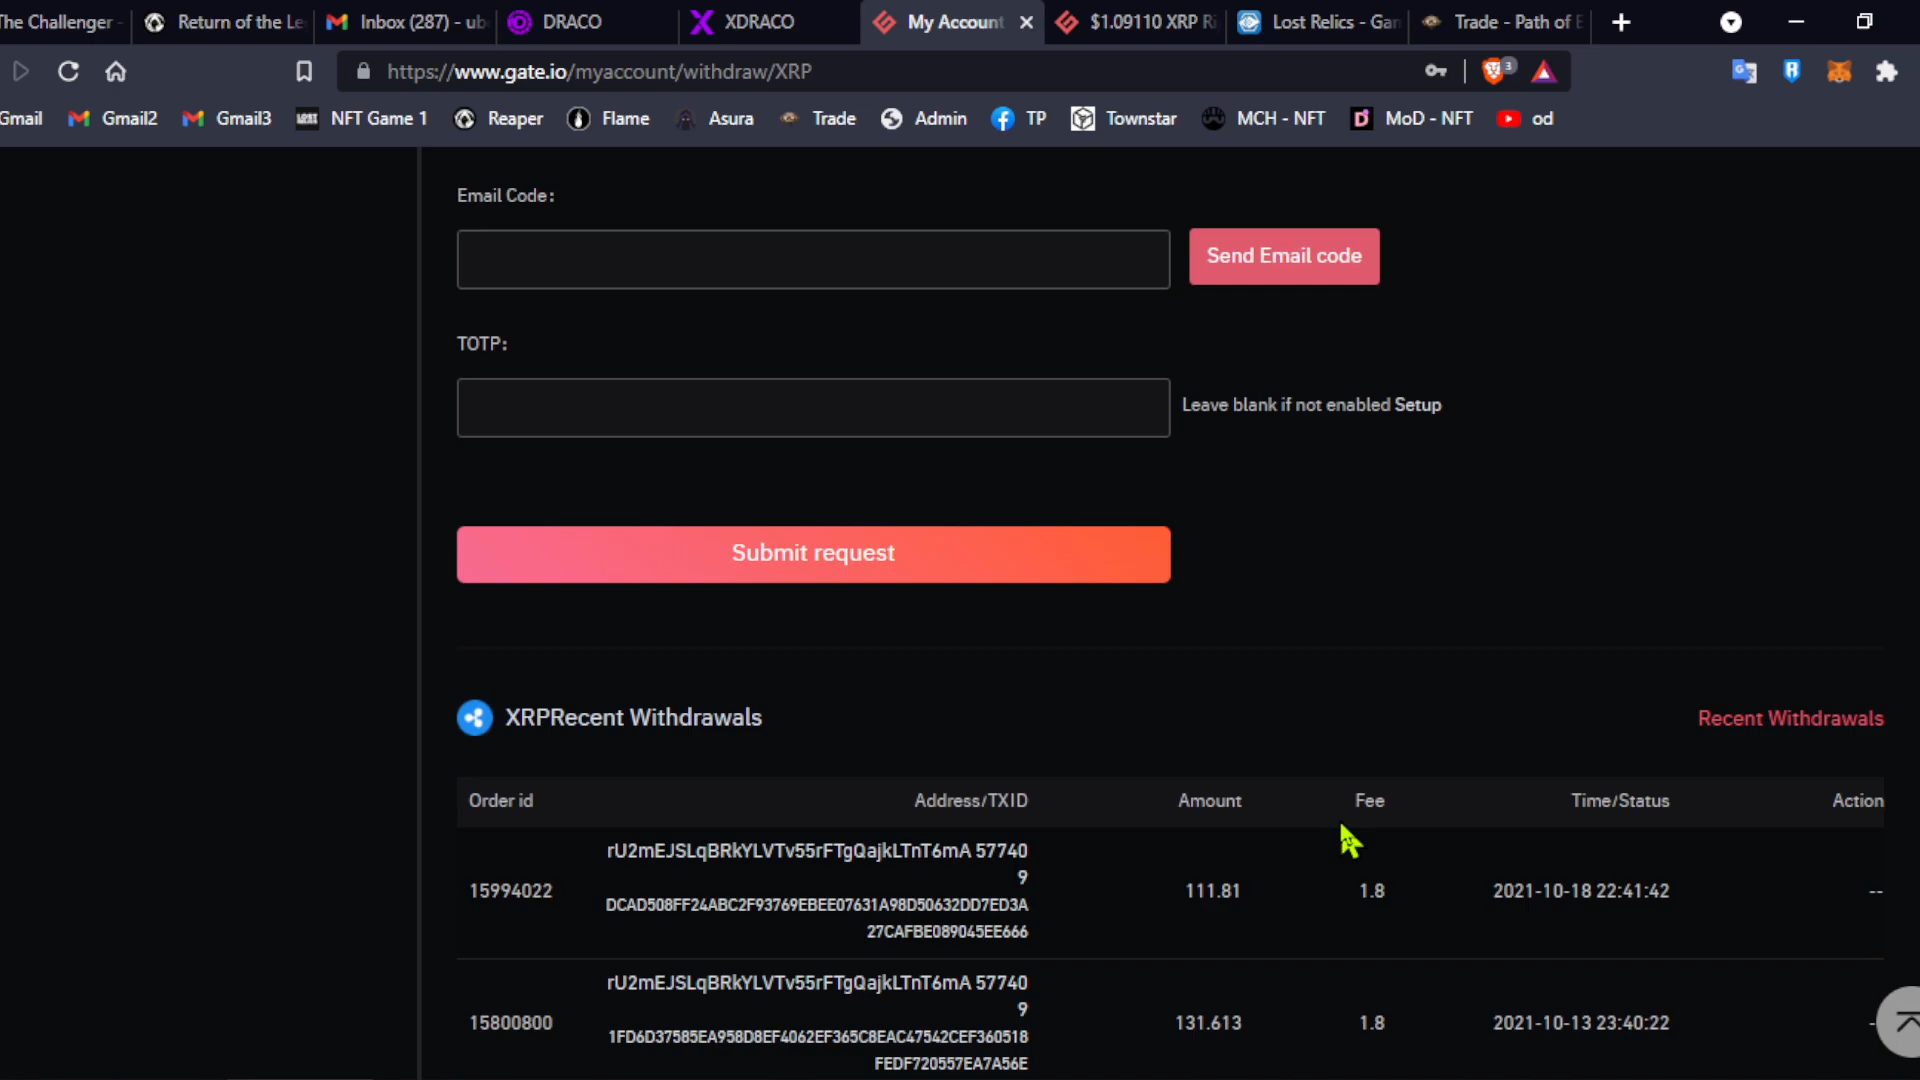 The Challenger - Return of the Le Inbox (287) - ub DRACO XDRACO My Account $1.09110 XRP Ri Lost Relics - Gam Trade - Path of E
https://www.gate.io/myaccount/withdraw/XRP 3
Gmail Gmail2 Gmail3 NFT Game 1 Reaper Flame Asura Trade Admin TP Townstar MCH - NFT MoD - NFT od
Email Code:
Send Email code
TOTP:
Leave blank if not enabled Setup
Submit request
XRPRecent Withdrawals Recent Withdrawals
Order id Address/TXID Amount Fee Time/Status Action
rU2mEJSLqBRkYLVTv55rFTgQajkLTnT6mA 57740
9
15994022 111.81 1.8 2021-10-18 22:41:42 --
DCAD508FF24ABC2F93769EBEE07631A98D50632DD7ED3A
27CAFBE089045EE666
rU2mEJSLqBRkYLVTv55rFTgQajkLTnT6mA 57740
9
15800800 131.613 1.8 2021-10-13 23:40:22 -
1FD6D37585EA958D8EF4062EF365C8EAC47542CEF360518
FEDF720557EA7A56E